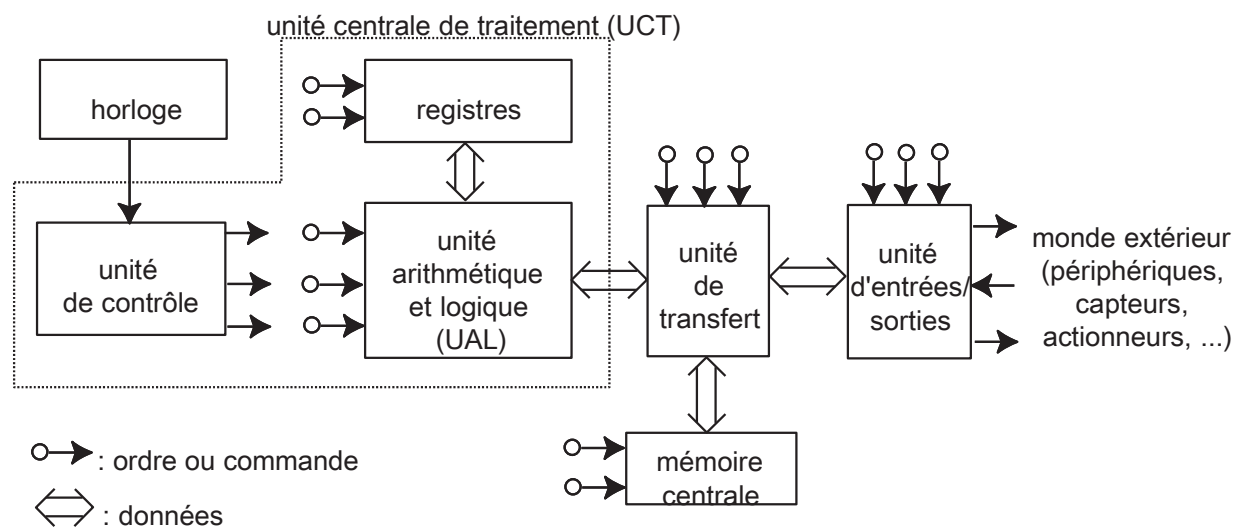 unité centrale de traitement (UCT)
horloge
registres
unité
de contrôle
unité
arithmétique
et logique
(UAL)
unité
de
transfert
unité
d'entrées/
sorties
monde extérieur
(périphériques,
capteurs,
actionneurs, ...)
mémoire
centrale
: ordre ou commande
: données